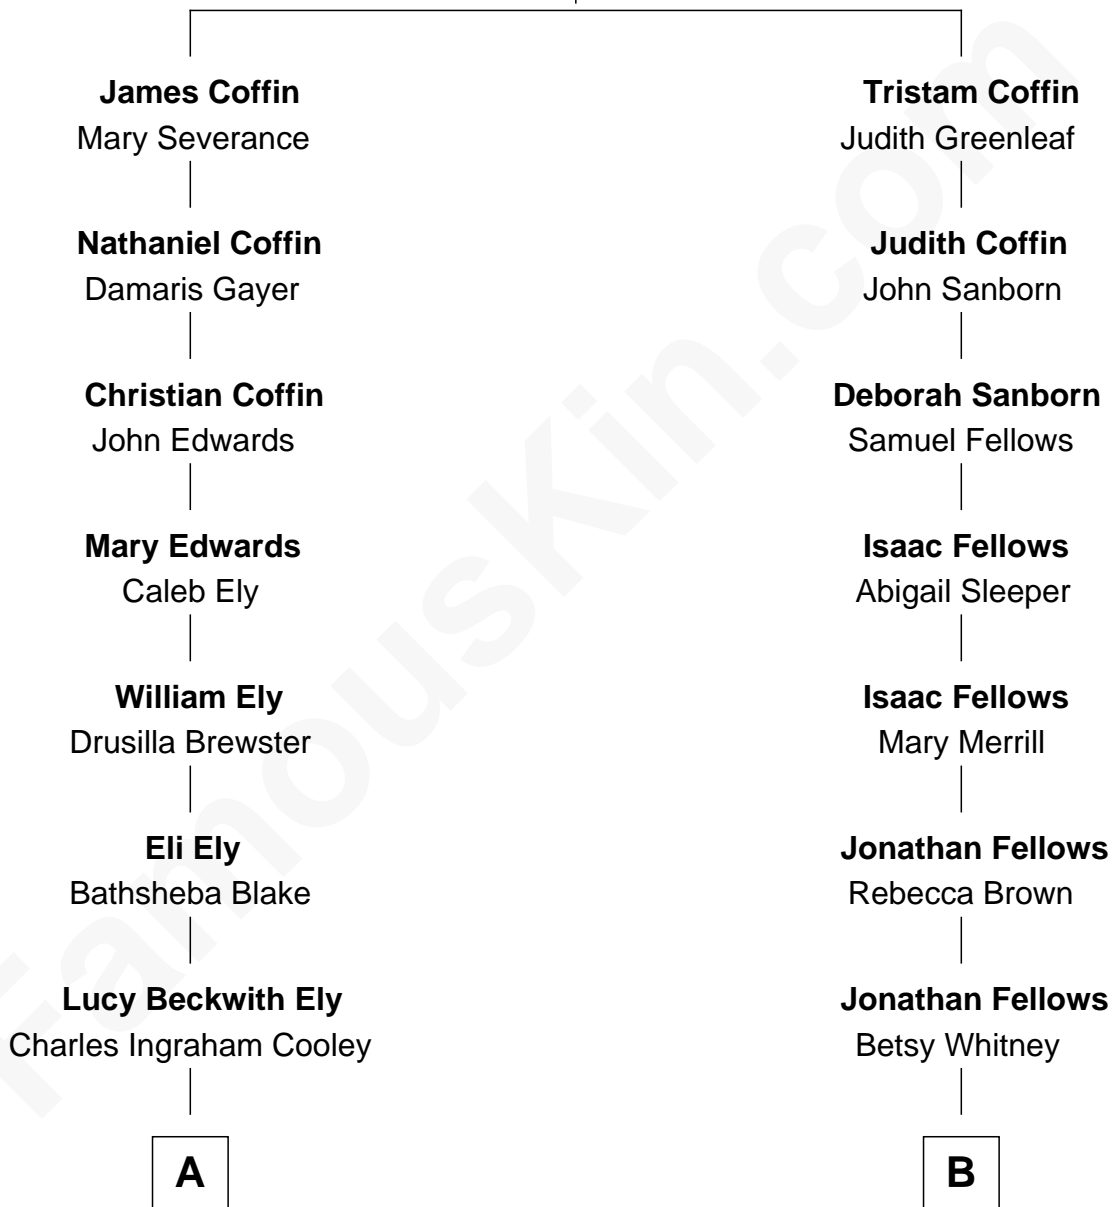 James Coffin
Mary Severance
Nathaniel Coffin
Damaris Gayer
Christian Coffin
John Edwards
Mary Edwards
Caleb Ely
William Ely
Drusilla Brewster
Eli Ely
Bathsheba Blake
Lucy Beckwith Ely
Charles Ingraham Cooley
A
Tristam Coffin
Judith Greenleaf
Judith Coffin
John Sanborn
Deborah Sanborn
Samuel Fellows
Isaac Fellows
Abigail Sleeper
Isaac Fellows
Mary Merrill
Jonathan Fellows
Rebecca Brown
Jonathan Fellows
Betsy Whitney
B
FamousKin.com